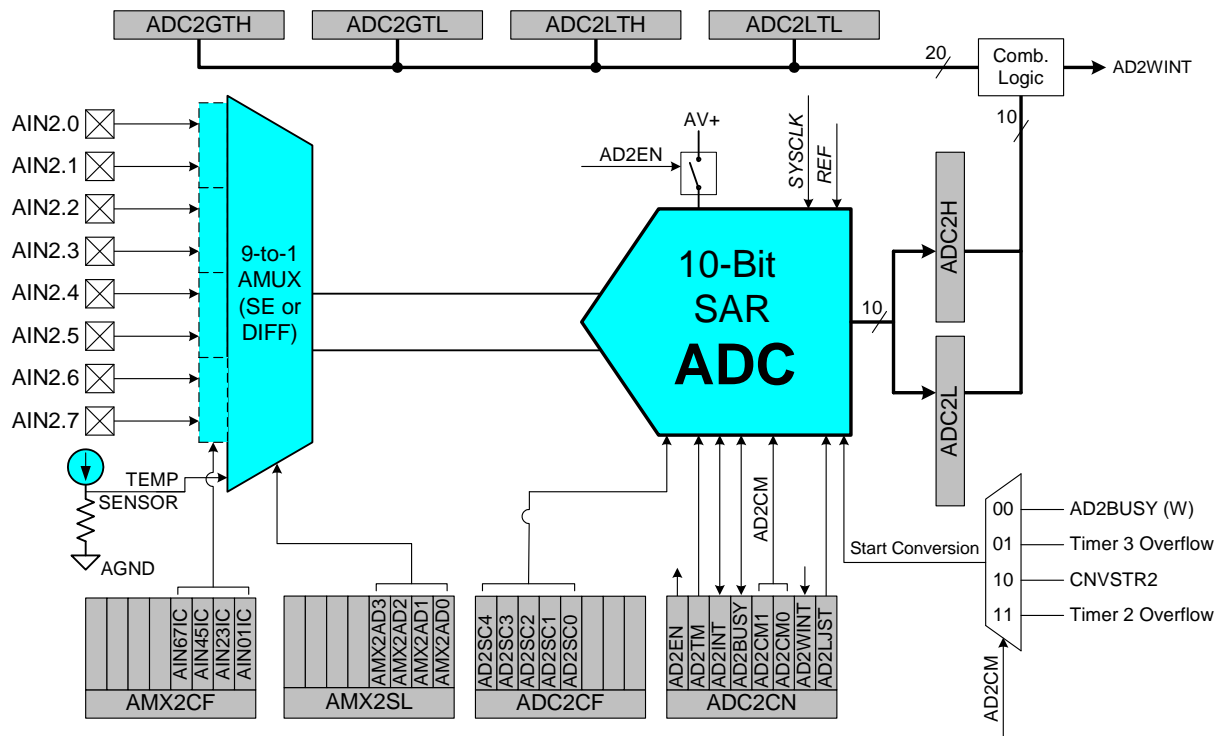 ADC2GTH
ADC2GTL
ADC2LTH
ADC2LTL
20
Comb.
Logic
AD2WINT
10
AIN2.0
AIN2.1
AIN2.2
AIN2.3
AIN2.4
AIN2.5
AIN2.6
AIN2.7
9-to-1
AMUX
(SE or
DIFF)
AV+
AD2EN
SYSCLK
REF
10-Bit
SAR
ADC
10
ADC2H
ADC2L
TEMP
SENSOR
AGND
AD2CM
Start Conversion
00
01
10
11
AD2BUSY (W)
Timer 3 Overflow
CNVSTR2
Timer 2 Overflow
AD2CM
AIN67IC
AIN45IC
AIN23IC
AIN01IC
AMX2CF
AMX2AD3
AMX2AD2
AMX2AD1
AMX2AD0
AMX2SL
AD2SC4
AD2SC3
AD2SC2
AD2SC1
AD2SC0
ADC2CF
AD2EN
AD2TM
AD2INT
AD2BUSY
AD2CM1
AD2CM0
AD2WINT
AD2LJST
ADC2CN